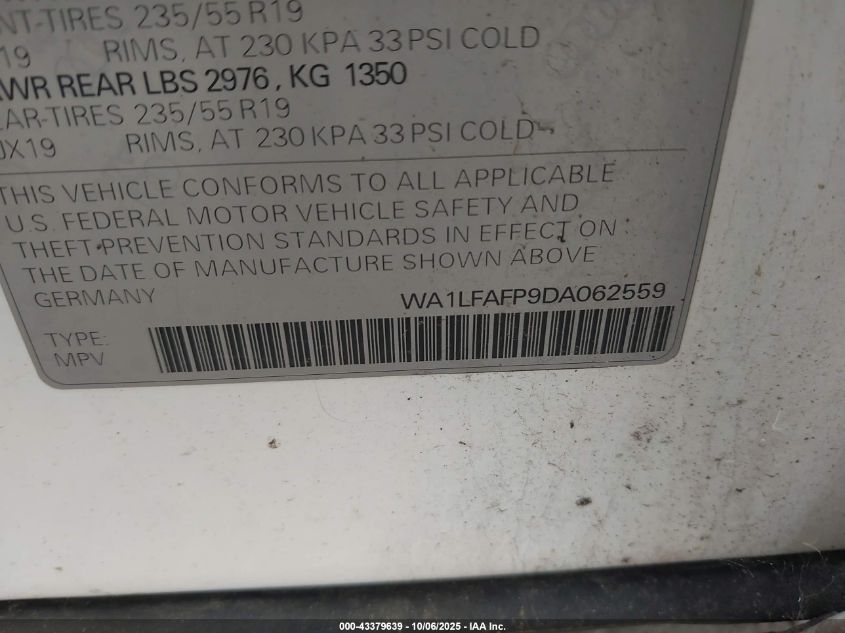 NT-TIRES 235/55 R19
19 RIMS, AT 230 KPA 33 PSI COLD
WR REAR LBS 2976, KG 1350
AR-TIRES 235/55 R19
JX19 RIMS, AT 230 KPA 33 PSI COLD
THIS VEHICLE CONFORMS TO ALL APPLICABLE
U.S. FEDERAL MOTOR VEHICLE SAFETY AND
THEFT PREVENTION STANDARDS IN EFFECT ON
THE DATE OF MANUFACTURE SHOWN ABOVE
GERMANY WA1LFAFP9DA062559
TYPE:
MPV
000-43379639 - 10/06/2025 - IAA Inc.